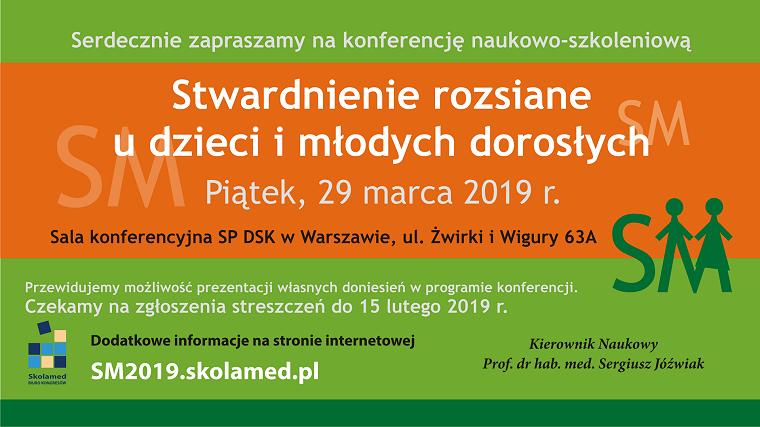 Serdecznie zapraszamy na konferencję naukowo-szkoleniową
Stwardnienie rozsiane
u dzieci i młodych dorosłych
SM
SM
Piątek, 29 marca 2019 r.
Sala konferencyjna SP DSK w Warszawie, ul. Żwirki i Wigury 63A
SM
Przewidujemy możliwość prezentacji własnych doniesień w programie konferencji.
Czekamy na zgłoszenia streszczeń do 15 lutego 2019 r.
Dodatkowe informacje na stronie internetowej
SM2019.skolamed.pl
Skolamed
BIURO KONGRESÓW
Kierownik Naukowy
Prof. dr hab. med. Sergiusz Jóźwiak